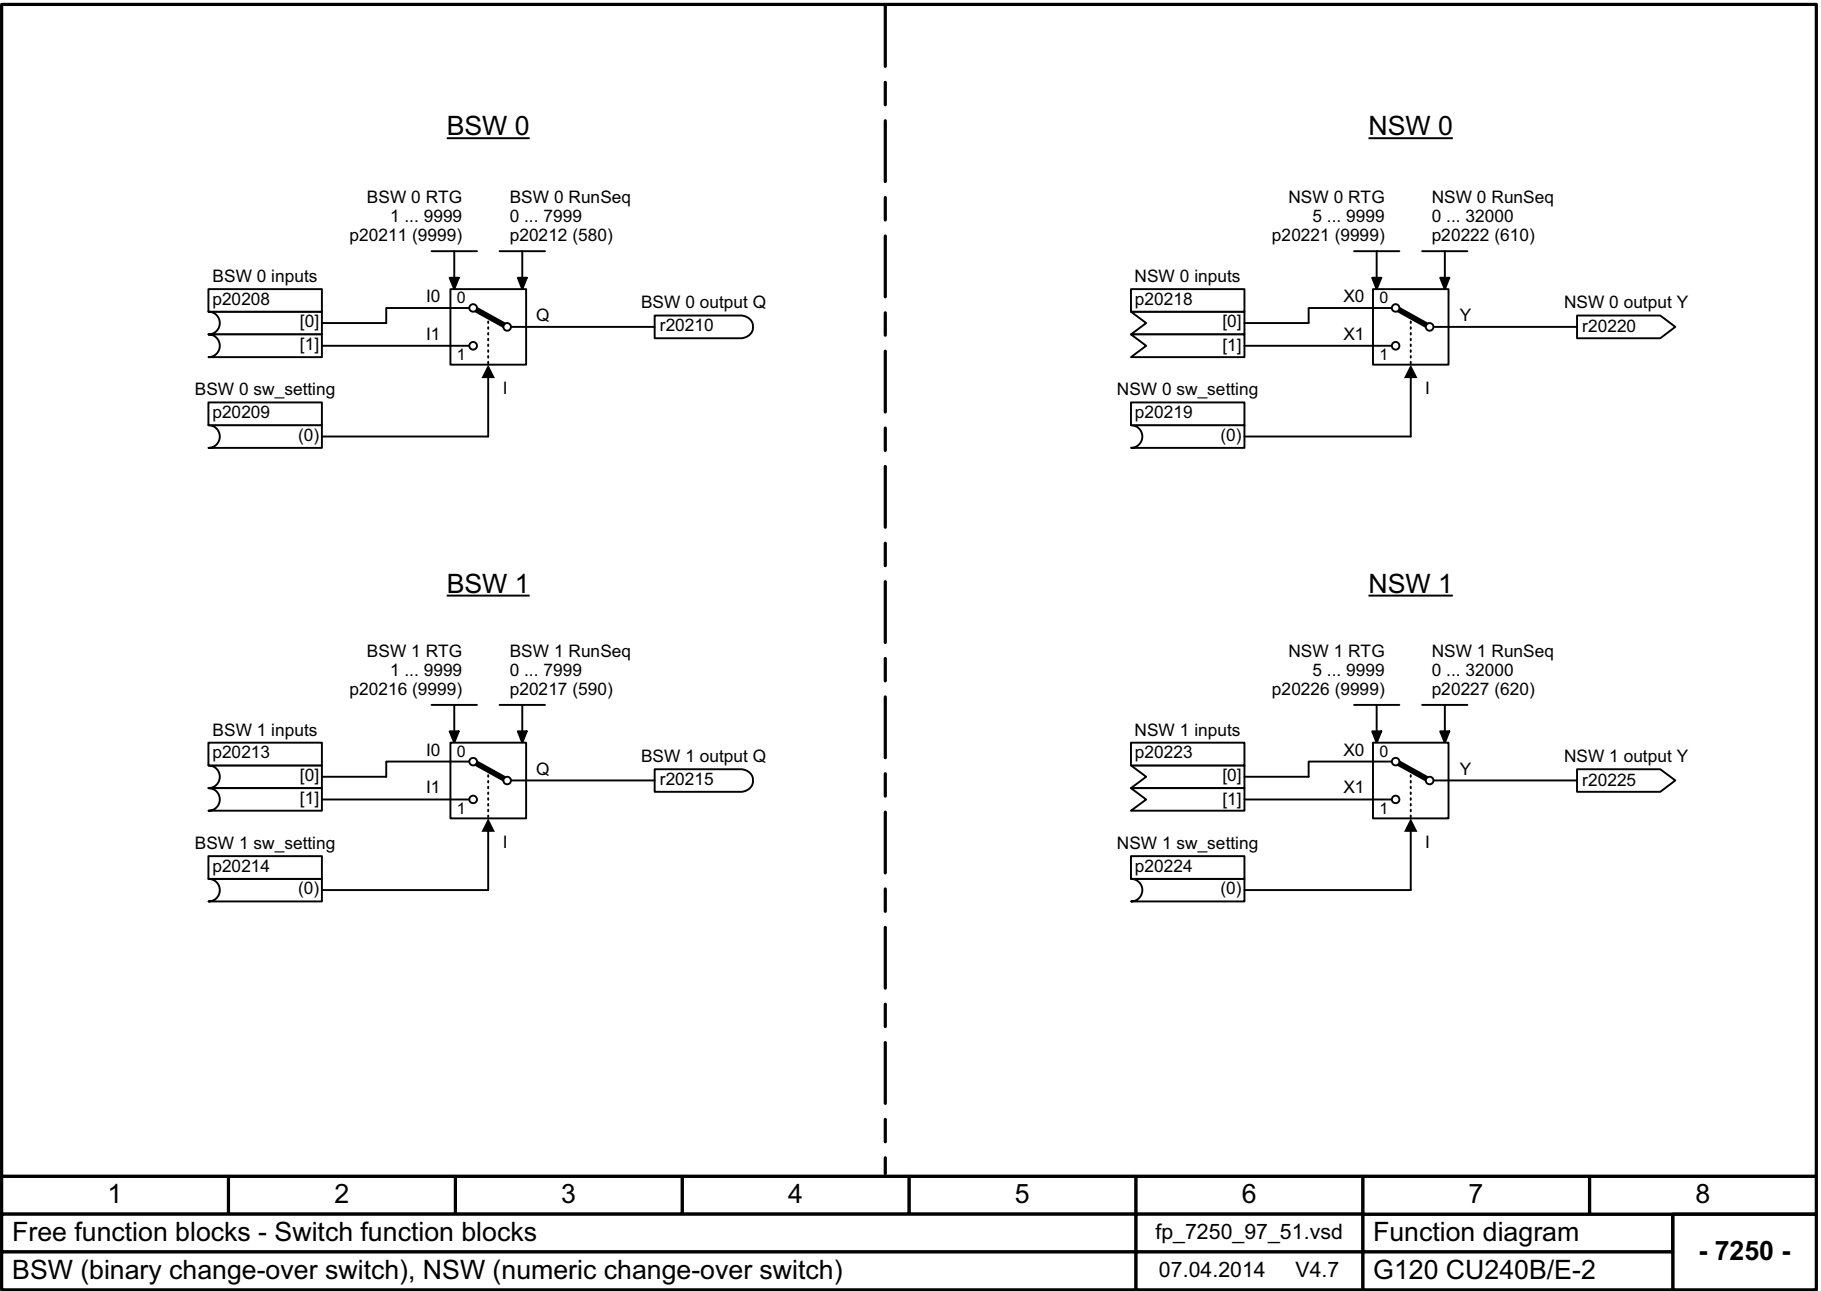 BSW 0
BSW 0 RTG
1 ... 9999
p20211 (9999)
BSW 0 RunSeq
0 ... 7999
p20212 (580)
BSW 0 inputs
p20208
[0]
[1]
I0
I1
0
1
Q
I
BSW 0 output Q
r20210
BSW 0 sw_setting
p20209
(0)
BSW 1
BSW 1 RTG
1 ... 9999
p20216 (9999)
BSW 1 RunSeq
0 ... 7999
p20217 (590)
BSW 1 inputs
p20213
[0]
[1]
I0
I1
0
1
Q
I
BSW 1 output Q
r20215
BSW 1 sw_setting
p20214
(0)
NSW 0
NSW 0 RTG
5 ... 9999
p20221 (9999)
NSW 0 RunSeq
0 ... 32000
p20222 (610)
NSW 0 inputs
p20218
[0]
[1]
X0
X1
0
1
Y
I
NSW 0 output Y
r20220
NSW 0 sw_setting
p20219
(0)
NSW 1
NSW 1 RTG
5 ... 9999
p20226 (9999)
NSW 1 RunSeq
0 ... 32000
p20227 (620)
NSW 1 inputs
p20223
[0]
[1]
X0
X1
0
1
Y
I
NSW 1 output Y
r20225
NSW 1 sw_setting
p20224
(0)
1 2 3 4 5 6 7 8
Free function blocks - Switch function blocks
fp_7250_97_51.vsd
Function diagram
- 7250 -
BSW (binary change-over switch), NSW (numeric change-over switch)
07.04.2014 V4.7
G120 CU240B/E-2